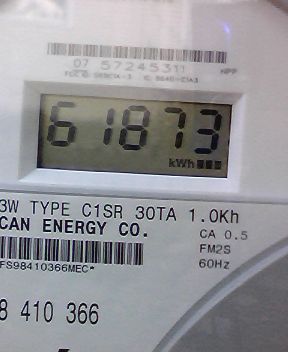 07 57245311
61873
kWh
3W TYPE C1SR 30TA 1.0Kh
CAN ENERGY CO.
CA 0.5
FM2S
60Hz
FS98410366MEC*
8 410 366